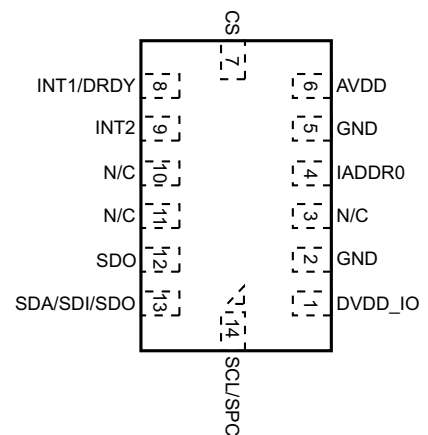 CS
7
INT1/DRDY 8 6 AVDD
INT2 9 5 GND
N/C 10 4 IADDR0
N/C 11 3 N/C
SDO 12 2 GND
SDA/SDI/SDO 13 1 DVDD_IO
14
SCL/SPC